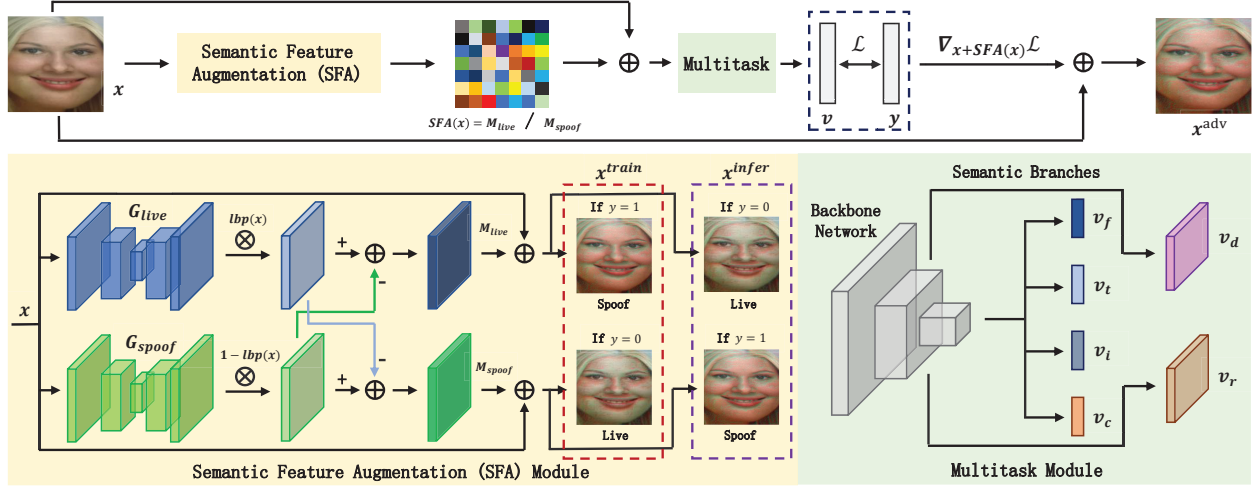 x
Semantic Feature
Augmentation (SFA)
SFA(x) = M_live / M_spoof
⊕
Multitask
ℒ
v
y
∇_{x+SFA(x)}ℒ
⊕
x^adv
x
G_live
lbp(x)
⊗
+
⊕
-
M_live
⊕
G_spoof
1-lbp(x)
⊗
+
⊕
-
M_spoof
⊕
x^train
If y = 1
Spoof
If y = 0
Live
x^infer
If y = 0
Live
If y = 1
Spoof
Semantic Feature Augmentation (SFA) Module
Semantic Branches
Backbone
Network
v_f
v_t
v_i
v_c
v_d
v_r
Multitask Module